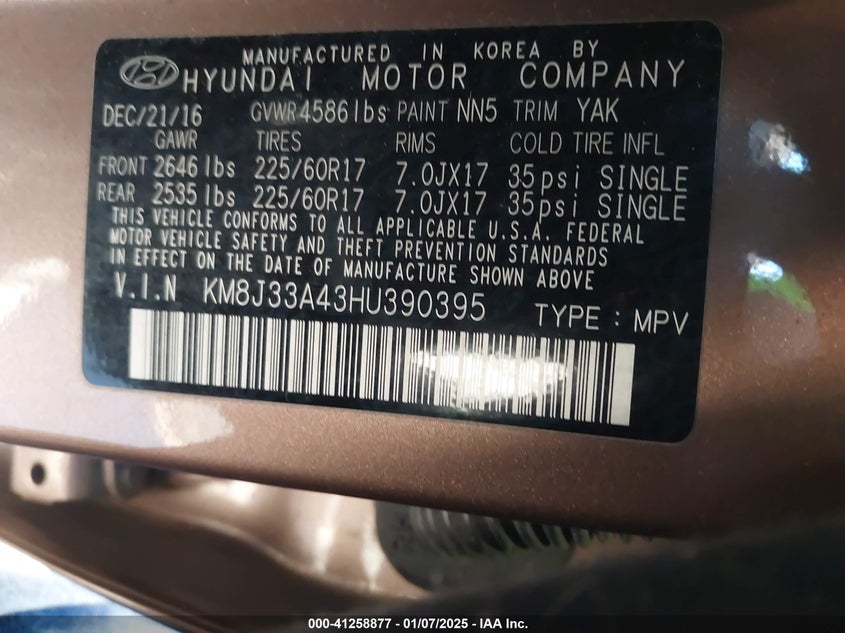 MANUFACTURED IN KOREA BY
HYUNDAI MOTOR COMPANY
DEC/21/16 GVWR 4586 lbs PAINT NN5 TRIM YAK
GAWR TIRES RIMS COLD TIRE INFL
FRONT 2646 lbs 225/60R17 7.0JX17 35psi SINGLE
REAR 2535 lbs 225/60R17 7.0JX17 35psi SINGLE
THIS VEHICLE CONFORMS TO ALL APPLICABLE U.S.A. FEDERAL
MOTOR VEHICLE SAFETY AND THEFT PREVENTION STANDARDS
IN EFFECT ON THE DATE OF MANUFACTURE SHOWN ABOVE
V.I.N KM8J33A43HU390395 TYPE : MPV
000-41258877 — 01/07/2025 — IAA Inc.